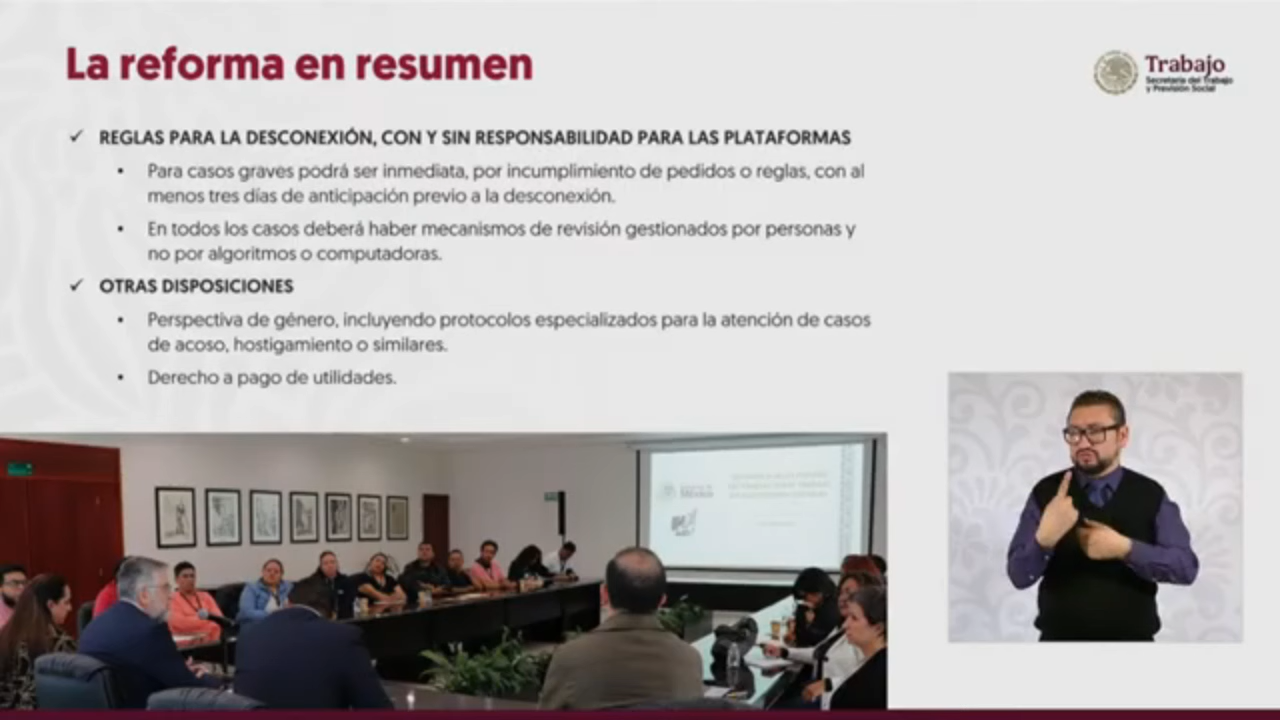 La reforma en resumen
Trabajo
Secretaría del Trabajo
y Previsión Social
✓ REGLAS PARA LA DESCONEXIÓN, CON Y SIN RESPONSABILIDAD PARA LAS PLATAFORMAS
• Para casos graves podrá ser inmediata, por incumplimiento de pedidos o reglas, con al
menos tres días de anticipación previo a la desconexión.
• En todos los casos deberá haber mecanismos de revisión gestionados por personas y
no por algoritmos o computadoras.
✓ OTRAS DISPOSICIONES
• Perspectiva de género, incluyendo protocolos especializados para la atención de casos
de acoso, hostigamiento o similares.
• Derecho a pago de utilidades.
México